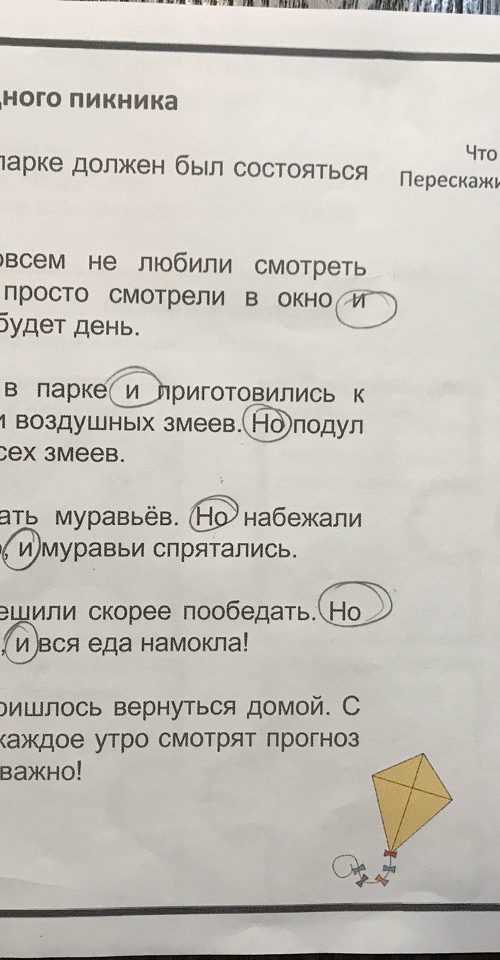 ного пикника
Что
парке должен был состояться
Перескажи
овсем не любили смотреть
просто смотрели в окно и
будет день.
в парке и приготовились к
и воздушных змеев. Но подул
сех змеев.
ать муравьёв. Но набежали
, и муравьи спрятались.
ешили скорее пообедать. Но
, и вся еда намокла!
ришлось вернуться домой. С
каждое утро смотрят прогноз
важно!